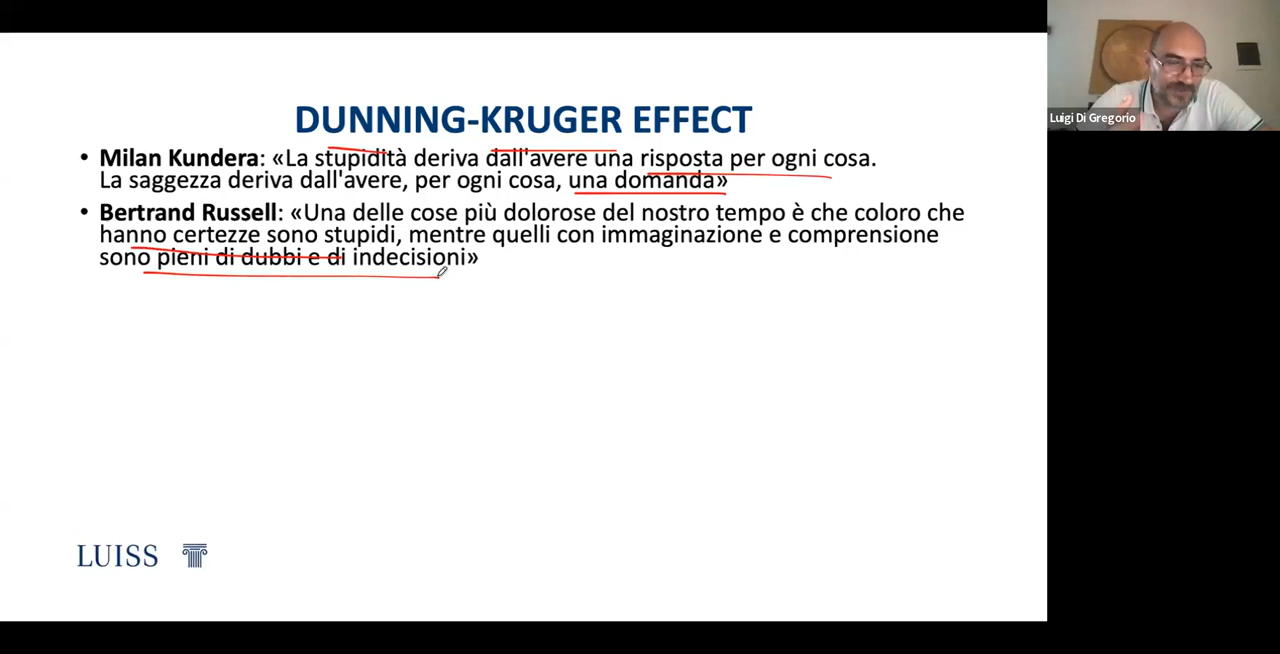 DUNNING-KRUGER EFFECT
• Milan Kundera: «La stupidità deriva dall'avere una risposta per ogni cosa.
La saggezza deriva dall'avere, per ogni cosa, una domanda»
• Bertrand Russell: «Una delle cose più dolorose del nostro tempo è che coloro che
hanno certezze sono stupidi, mentre quelli con immaginazione e comprensione
sono pieni di dubbi e di indecisioni»
LUISS
Luigi Di Gregorio